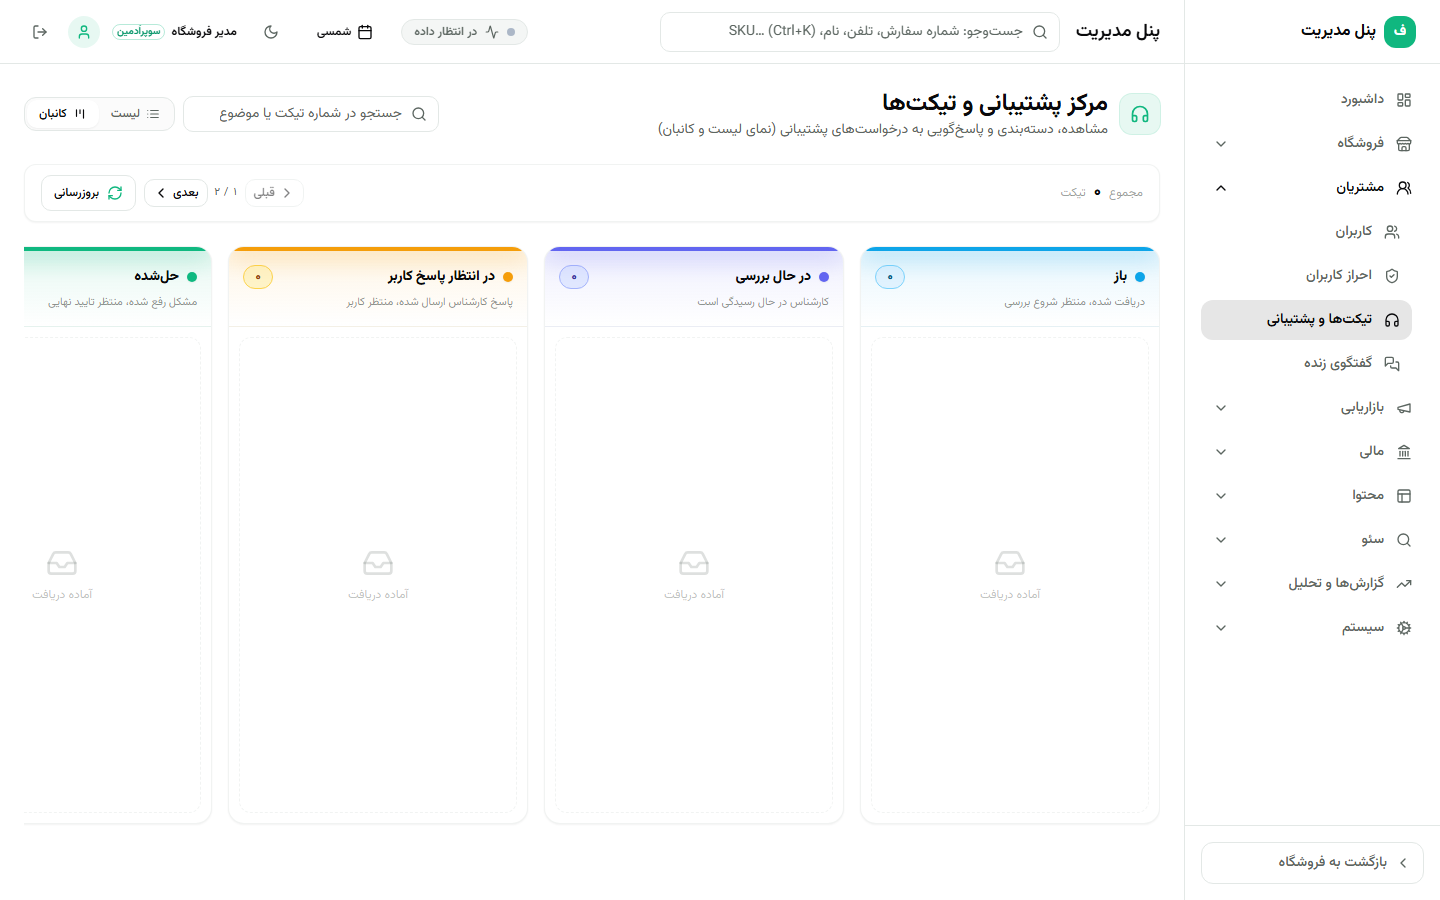 ف
پنل مدیریت
داشبورد
فروشگاه
مشتریان
کاربران
احراز کاربران
تیکت‌ها و پشتیبانی
گفتگوی زنده
بازاریابی
مالی
محتوا
سئو
گزارش‌ها و تحلیل
سیستم
بازگشت به فروشگاه
پنل مدیریت
جست‌وجو: شماره سفارش، تلفن، نام، SKU... (Ctrl+K)
در انتظار داده
شمسی
مدیر فروشگاه
سوپرادمین
مرکز پشتیبانی و تیکت‌ها
مشاهده، دسته‌بندی و پاسخ‌گویی به درخواست‌های پشتیبانی (نمای لیست و کانبان)
جستجو در شماره تیکت یا موضوع
لیست
کانبان
مجموع ۰ تیکت
قبلی
۱ / ۲
بعدی
بروزرسانی
باز
۰
دریافت شده، منتظر شروع بررسی
آماده دریافت
در حال بررسی
۰
کارشناس در حال رسیدگی است
آماده دریافت
در انتظار پاسخ کاربر
۰
پاسخ کارشناس ارسال شده، منتظر کاربر
آماده دریافت
حل‌شده
مشکل رفع شده، منتظر تایید نهایی
آماده دریافت